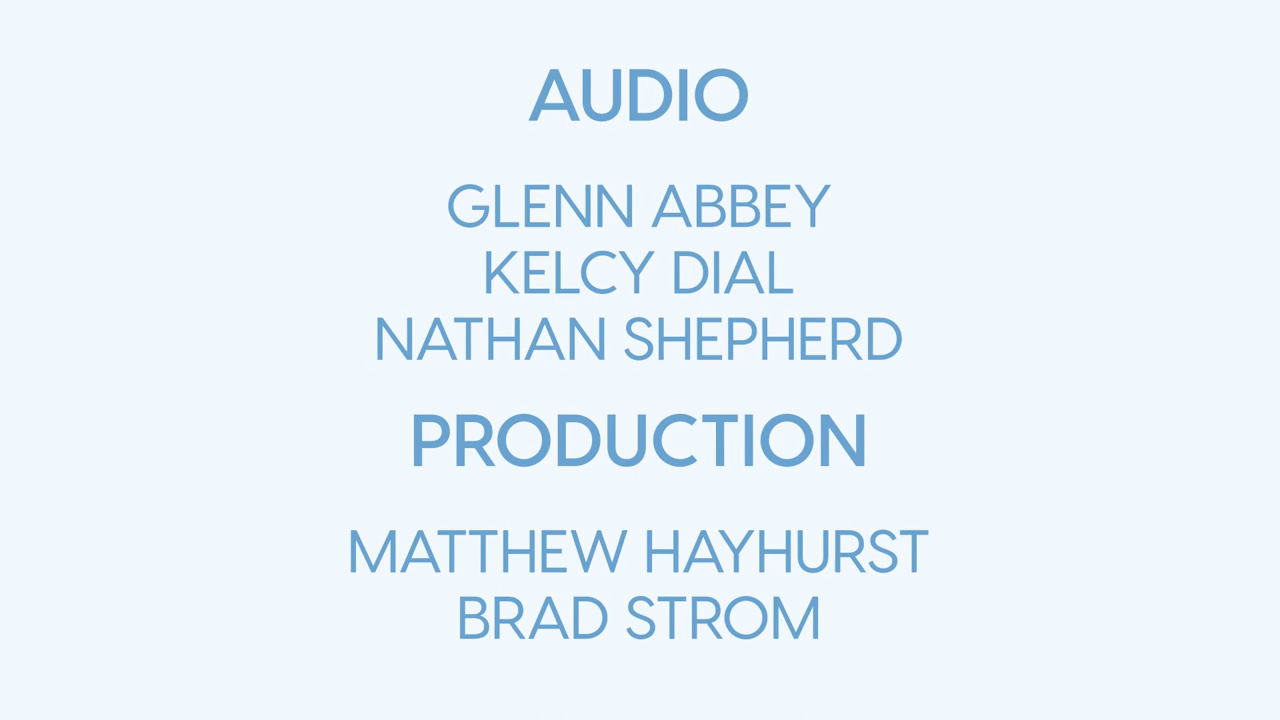 AUDIO
GLENN ABBEY
KELCY DIAL
NATHAN SHEPHERD
PRODUCTION
MATTHEW HAYHURST
BRAD STROM